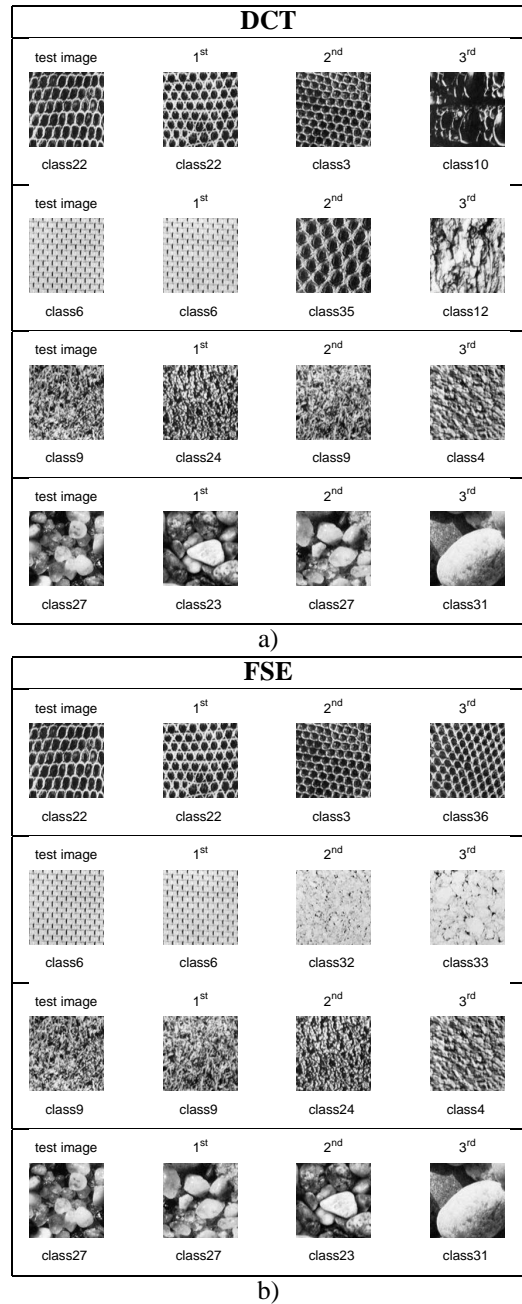 DCT
test image 1st 2nd 3rd
class22 class22 class3 class10
test image 1st 2nd 3rd
class6 class6 class35 class12
test image 1st 2nd 3rd
class9 class24 class9 class4
test image 1st 2nd 3rd
class27 class23 class27 class31
a)
FSE
test image 1st 2nd 3rd
class22 class22 class3 class36
test image 1st 2nd 3rd
class6 class6 class32 class33
test image 1st 2nd 3rd
class9 class9 class24 class4
test image 1st 2nd 3rd
class27 class27 class23 class31
b)